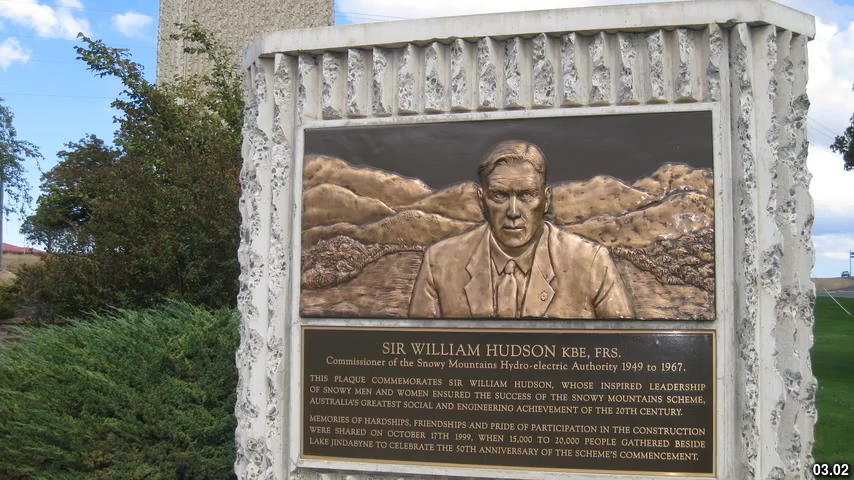 SIR WILLIAM HUDSON KBE, FRS.
Commissioner of the Snowy Mountains Hydro-electric Authority 1949 to 1967.
THIS PLAQUE COMMEMORATES SIR WILLIAM HUDSON, WHOSE INSPIRED LEADERSHIP
OF SNOWY MEN AND WOMEN ENSURED THE SUCCESS OF THE SNOWY MOUNTAINS SCHEME,
AUSTRALIA'S GREATEST SOCIAL AND ENGINEERING ACHIEVEMENT OF THE 20TH CENTURY.
MEMORIES OF HARDSHIPS, FRIENDSHIPS AND PRIDE OF PARTICIPATION IN THE CONSTRUCTION
WERE SHARED ON OCTOBER 17TH 1999, WHEN 15,000 TO 20,000 PEOPLE GATHERED BESIDE
LAKE JINDABYNE TO CELEBRATE THE 50TH ANNIVERSARY OF THE SCHEME'S COMMENCEMENT.
03.02